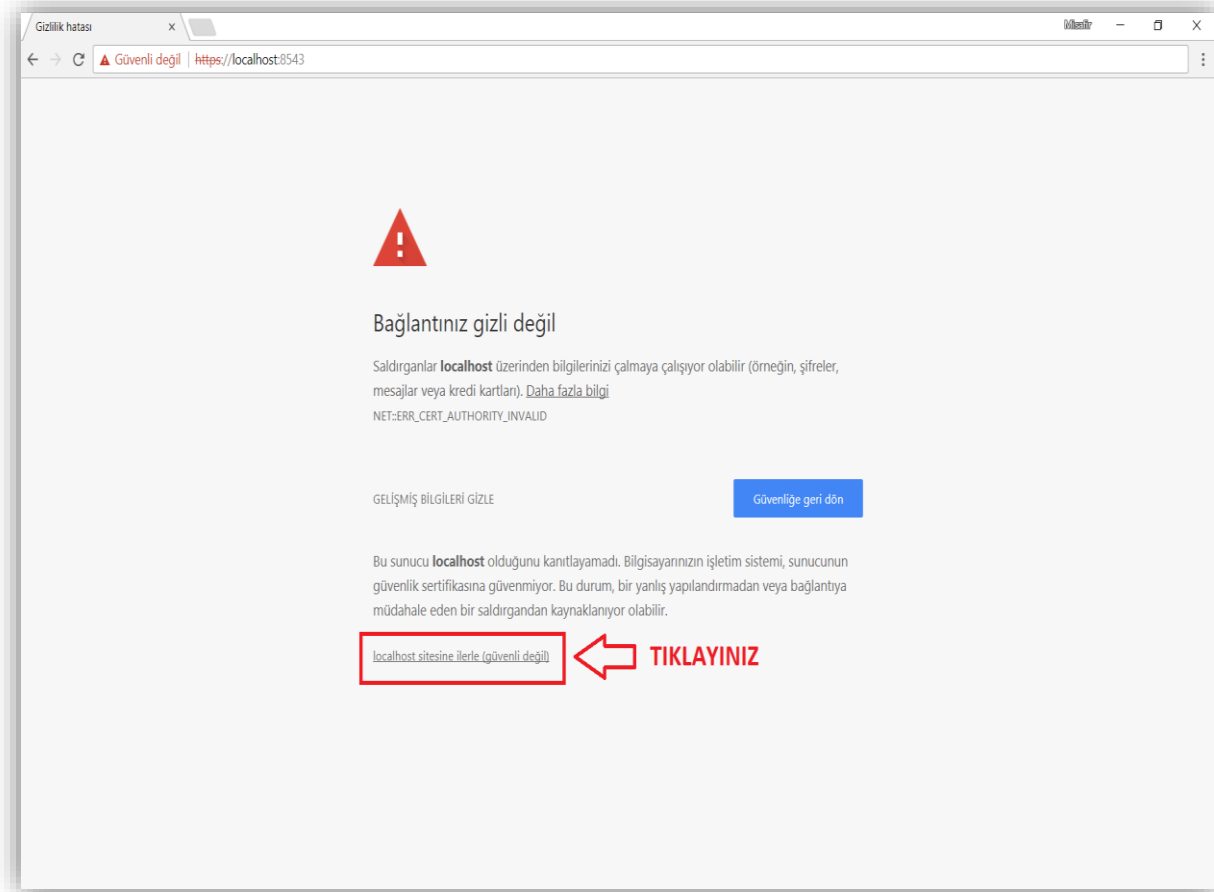 Gizlilik hatası
Misafir
Güvenli değil
https://localhost:8543
Bağlantınız gizli değil
Saldırganlar localhost üzerinden bilgilerinizi çalmaya çalışıyor olabilir (örneğin, şifreler,
mesajlar veya kredi kartları). Daha fazla bilgi
NET::ERR_CERT_AUTHORITY_INVALID
GELİŞMİŞ BİLGİLERİ GİZLE
Güvenliğe geri dön
Bu sunucu localhost olduğunu kanıtlayamadı. Bilgisayarınızın işletim sistemi, sunucunun
güvenlik sertifikasına güvenmiyor. Bu durum, bir yanlış yapılandırmadan veya bağlantıya
müdahale eden bir saldırgandan kaynaklanıyor olabilir.
localhost sitesine ilerle (güvenli değil)
TIKLAYINIZ